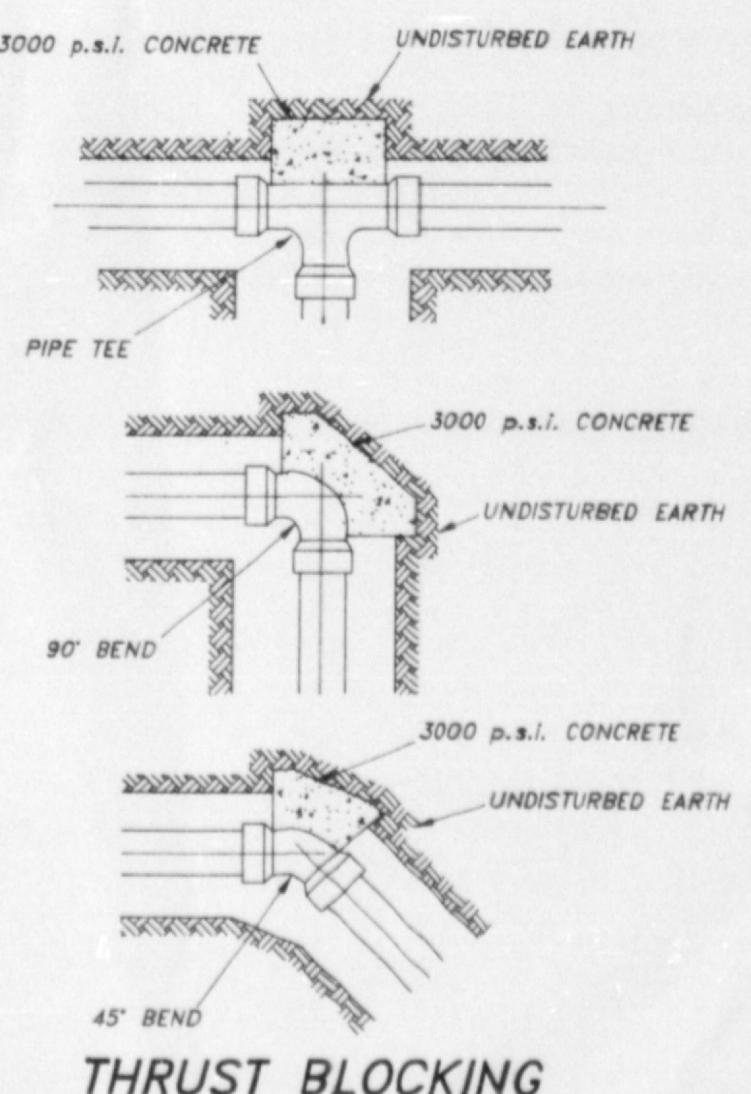 3000 p.s.i. CONCRETE
UNDISTURBED EARTH
PIPE TEE
3000 p.s.i. CONCRETE
UNDISTURBED EARTH
90° BEND
3000 p.s.i. CONCRETE
UNDISTURBED EARTH
45° BEND
THRUST BLOCKING